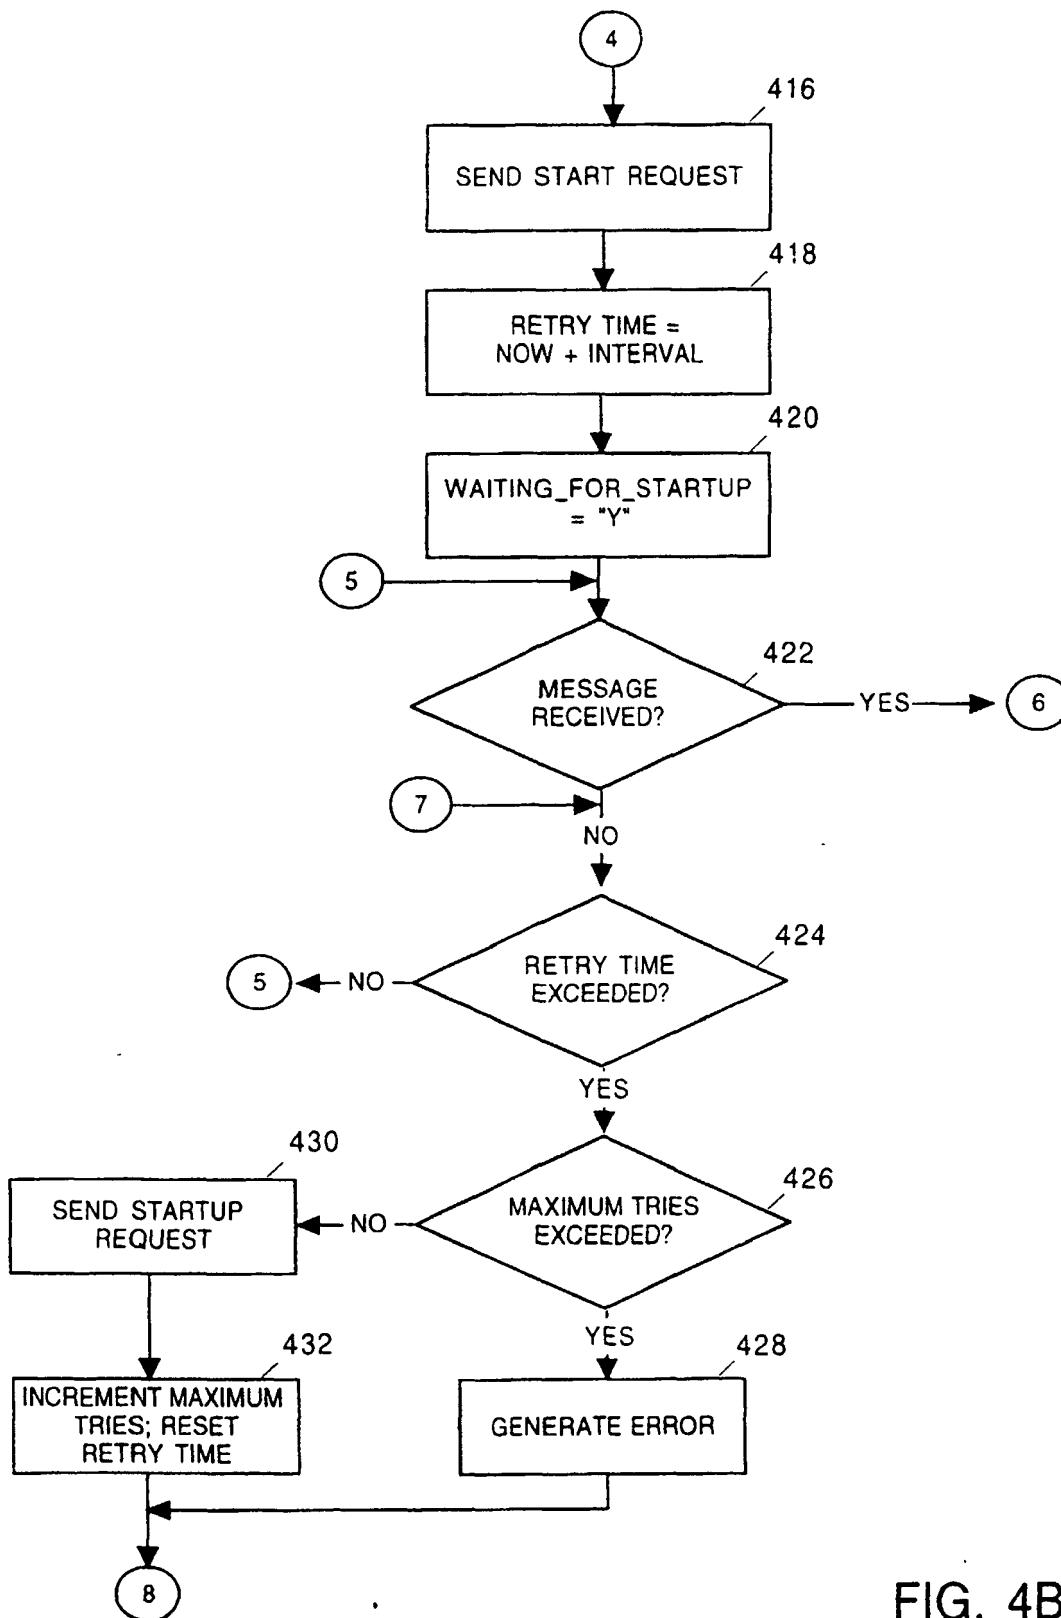 4
416
SEND START REQUEST
418
RETRY TIME =
NOW + INTERVAL
420
WAITING_FOR_STARTUP
= "Y"
5
422
MESSAGE
RECEIVED?
YES
6
7
NO
424
RETRY TIME
EXCEEDED?
NO
5
YES
426
MAXIMUM TRIES
EXCEEDED?
NO
430
SEND STARTUP
REQUEST
YES
432
INCREMENT MAXIMUM
TRIES; RESET
RETRY TIME
428
GENERATE ERROR
8
FIG. 4B